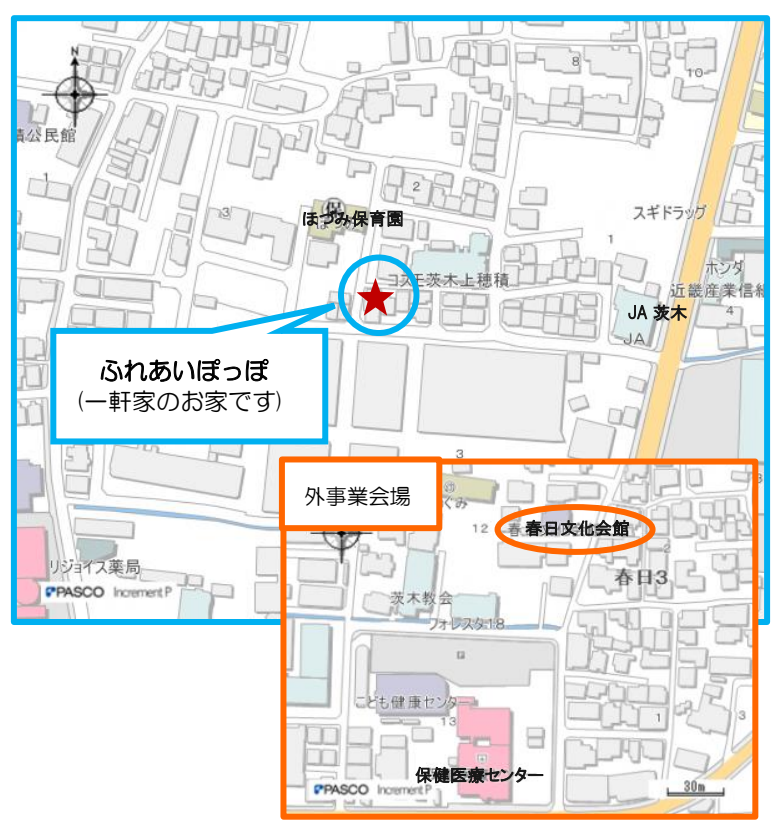 N
8
10
積公民館
1
2
スギドラッグ
3
ほづみ保育園
1
ホンダ
コスモ茨木上穂積
近畿産業信組
JA 茨木
4
JA
ふれあいぽっぽ
(一軒家のお家です)
3
外事業会場
12
春日文化会館
2
春日3
リジョイス薬局
PASCO Increment P
茨木教会
フォレスタ18
こども健康センター
13
1
3
保健医療センター
PASCO Increment P
30m